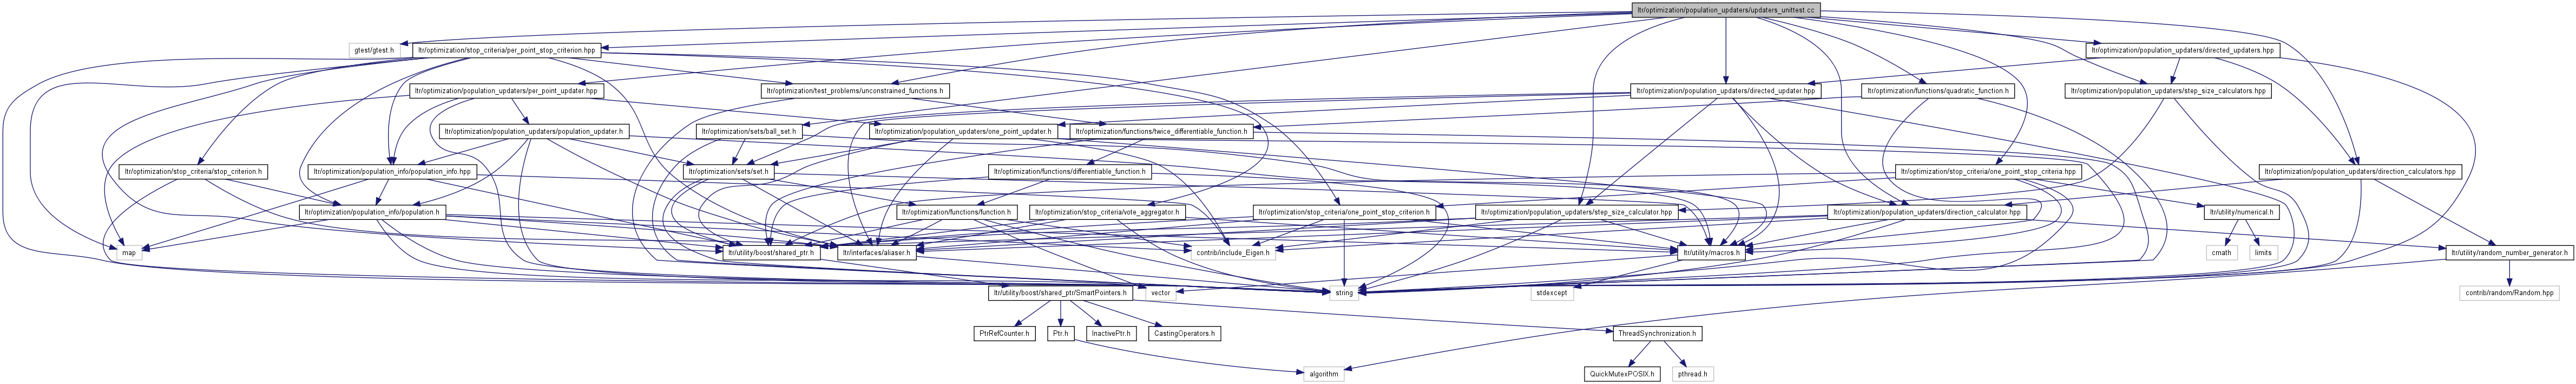 ltr/optimization/population_updaters/updaters_unittest.cc
gtest/gtest.h
ltr/optimization/stop_criteria/per_point_stop_criterion.hpp
ltr/optimization/population_updaters/directed_updaters.hpp
ltr/optimization/population_updaters/per_point_updater.hpp
ltr/optimization/test_problems/unconstrained_functions.h
ltr/optimization/population_updaters/directed_updater.hpp
ltr/optimization/functions/quadratic_function.h
ltr/optimization/population_updaters/step_size_calculators.hpp
ltr/optimization/population_updaters/population_updater.h
ltr/optimization/sets/ball_set.h
ltr/optimization/population_updaters/one_point_updater.h
ltr/optimization/functions/twice_differentiable_function.h
ltr/optimization/stop_criteria/stop_criterion.h
ltr/optimization/population_info/population_info.hpp
ltr/optimization/sets/set.h
ltr/optimization/functions/differentiable_function.h
ltr/optimization/stop_criteria/one_point_stop_criteria.hpp
ltr/optimization/population_updaters/direction_calculators.hpp
ltr/optimization/population_info/population.h
ltr/optimization/functions/function.h
ltr/optimization/stop_criteria/vote_aggregator.h
ltr/optimization/stop_criteria/one_point_stop_criterion.h
ltr/optimization/population_updaters/step_size_calculator.hpp
ltr/optimization/population_updaters/direction_calculator.hpp
ltr/utility/numerical.h
map
ltr/utility/boost/shared_ptr.h
ltr/interfaces/aliaser.h
contrib/include_Eigen.h
ltr/utility/macros.h
cmath
limits
ltr/utility/random_number_generator.h
ltr/utility/boost/shared_ptr/SmartPointers.h
vector
string
stdexcept
contrib/random/Random.hpp
PtrRefCounter.h
Ptr.h
InactivePtr.h
CastingOperators.h
ThreadSynchronization.h
algorithm
QuickMutexPOSIX.h
pthread.h